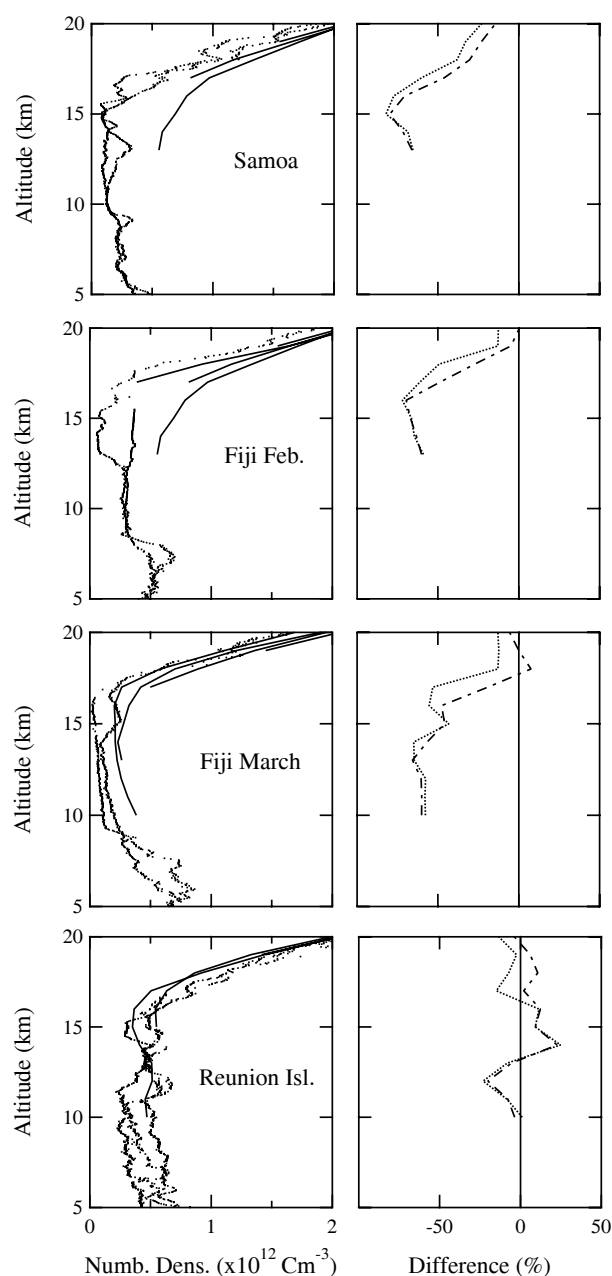 20
15
10
5
Altitude (km)
Samoa
20
15
10
5
Altitude (km)
Fiji Feb.
20
15
10
5
Altitude (km)
Fiji March
20
15
10
5
Altitude (km)
Reunion Isl.
0 1 2
-50 0 50
Numb. Dens. (x10¹² Cm⁻³)
Difference (%)